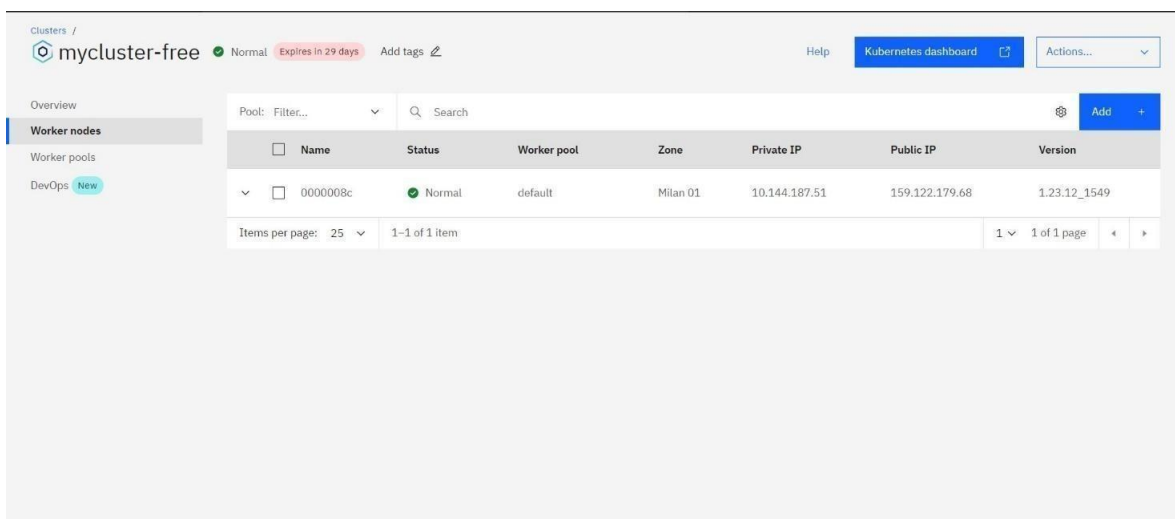 Clusters /
mycluster-free Normal Expires in 29 days Add tags Help Kubernetes dashboard Actions...
Overview
Worker nodes
Worker pools
DevOps New
Pool: Filter... Search Add +
Name Status Worker pool Zone Private IP Public IP Version
0000008c Normal default Milan 01 10.144.187.51 159.122.179.68 1.23.12_1549
Items per page: 25 1–1 of 1 item 1 1 of 1 page